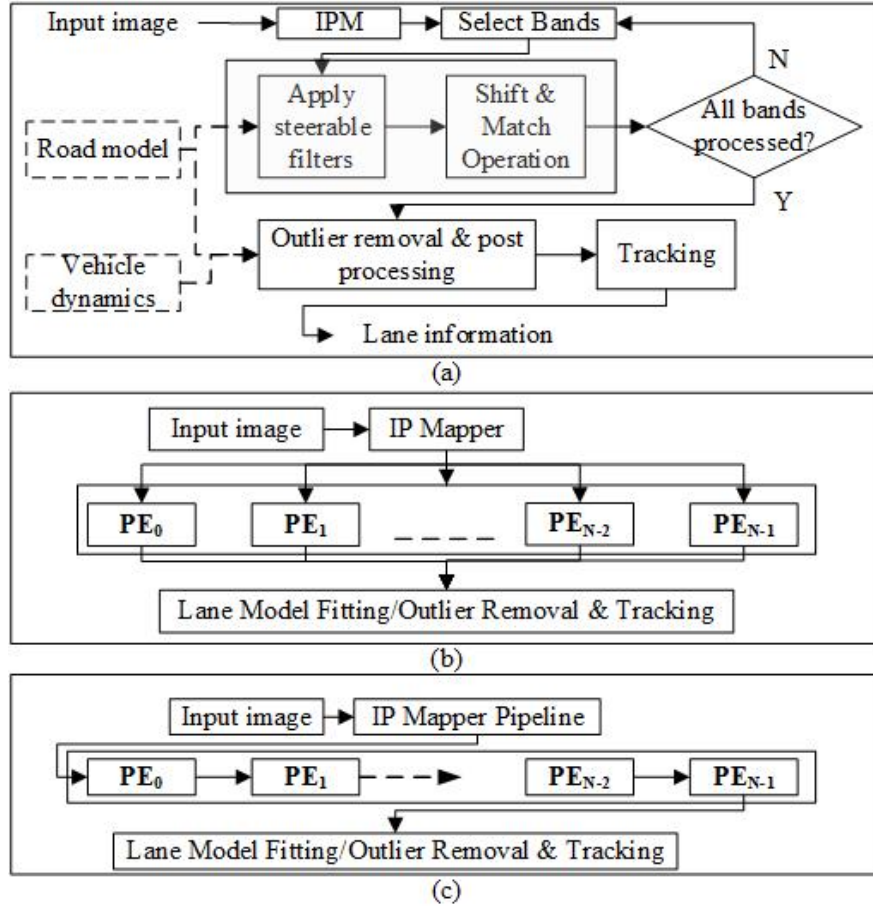 Input image
IPM
Select Bands
N
Apply
steerable
filters
Shift &
Match
Operation
All bands
processed?
Road model
Y
Outlier removal & post
processing
Tracking
Vehicle
dynamics
Lane information
(a)
Input image
IP Mapper
PE0
PE1
PEN-2
PEN-1
Lane Model Fitting/Outlier Removal & Tracking
(b)
Input image
IP Mapper Pipeline
PE0
PE1
PEN-2
PEN-1
Lane Model Fitting/Outlier Removal & Tracking
(c)